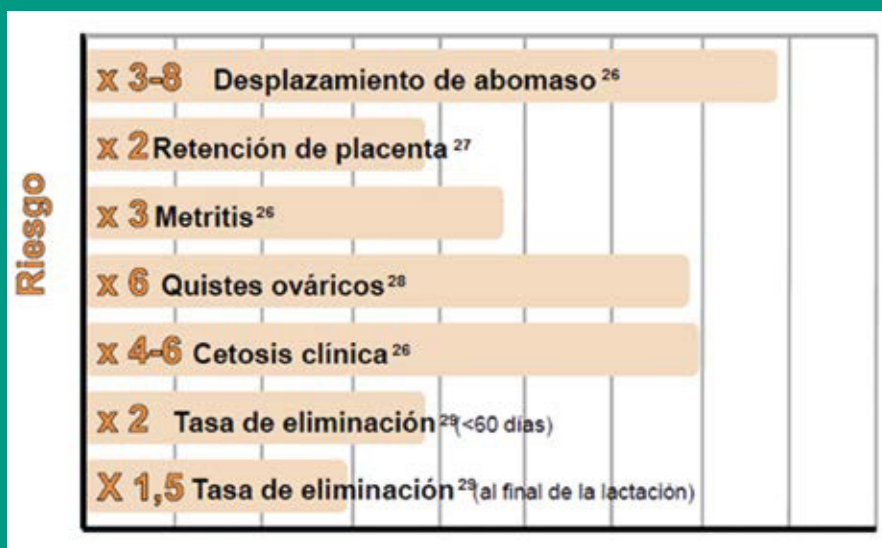 Riesgo
x 3-8 Desplazamiento de abomaso 26
x 2 Retención de placenta 27
x 3 Metritis 26
x 6 Quistes ováricos 28
x 4-6 Cetosis clínica 26
x 2 Tasa de eliminación 29 (<60 días)
X 1,5 Tasa de eliminación 29 (al final de la lactación)